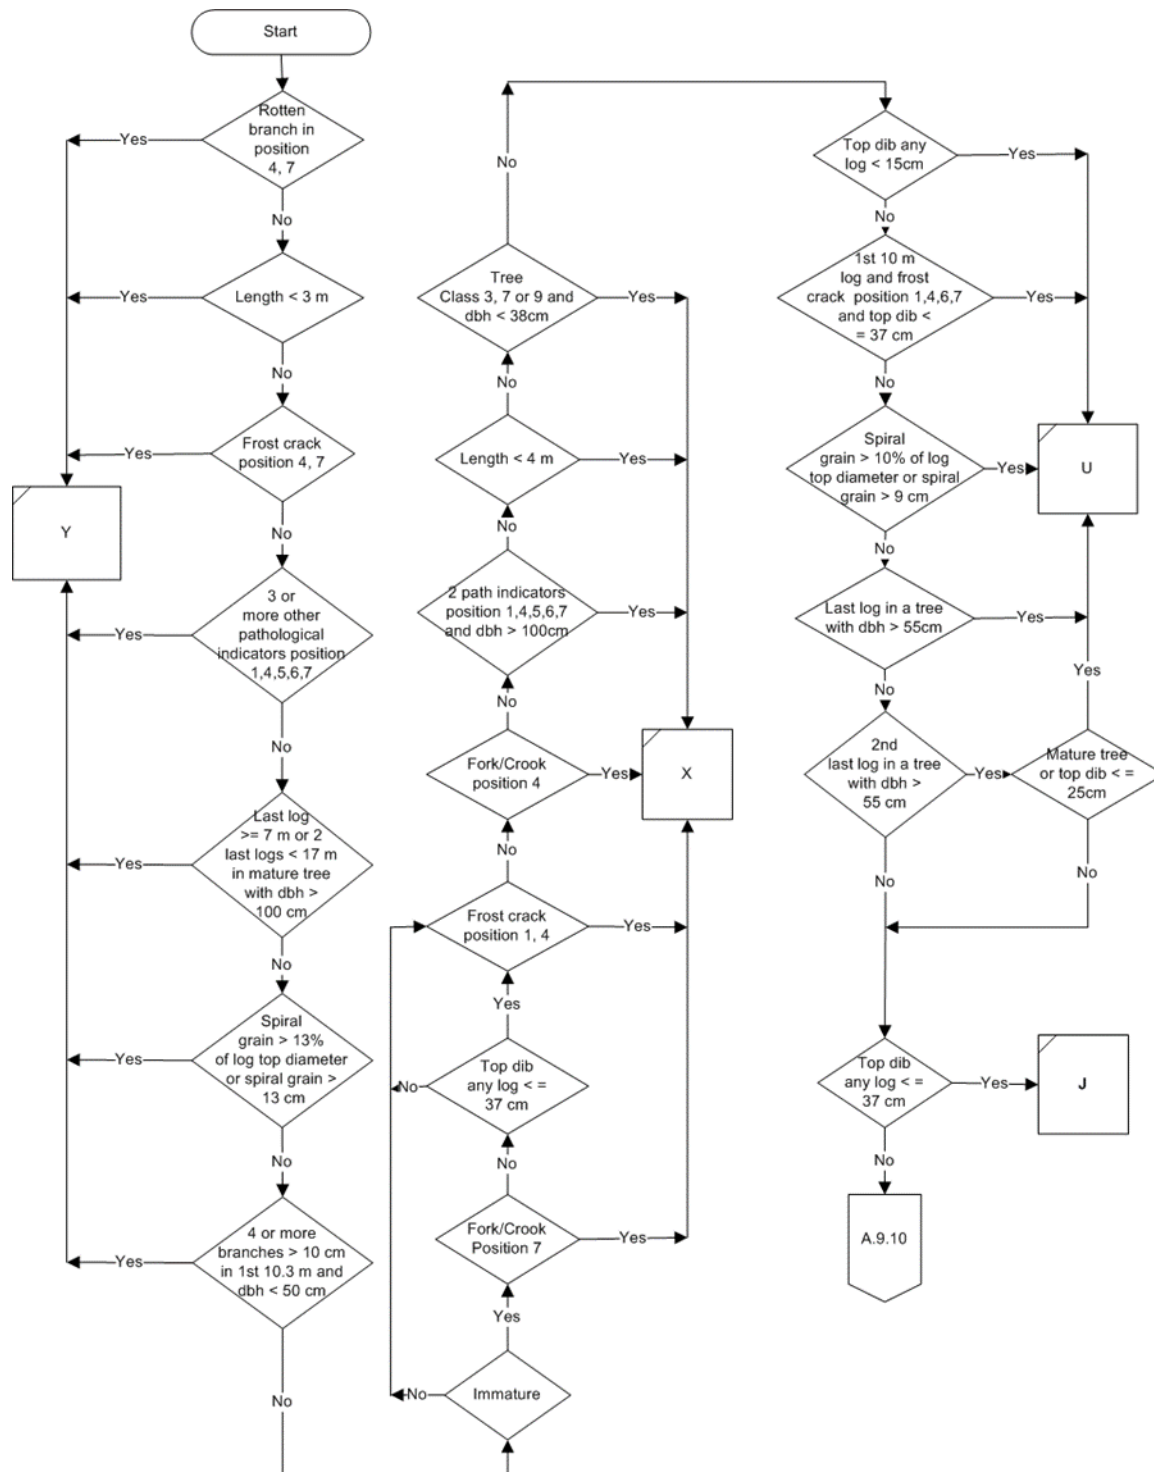 Start
Rotten
branch in
position
4, 7
Yes
No
Length < 3 m
Yes
No
Frost crack
position 4, 7
Yes
No
Y
3 or
more other
pathological
indicators position
1,4,5,6,7
Yes
No
Last log
>= 7 m or 2
last logs < 17 m
in mature tree
with dbh >
100 cm
Yes
No
Spiral
grain > 13%
of log top diameter
or spiral grain >
13 cm
Yes
No
4 or more
branches > 10 cm
in 1st 10.3 m and
dbh < 50 cm
Yes
No
No
Tree
Class 3, 7 or 9 and
dbh < 38cm
Yes
No
Length < 4 m
Yes
No
2 path indicators
position 1,4,5,6,7
and dbh > 100cm
Yes
No
Fork/Crook
position 4
Yes
X
No
Frost crack
position 1, 4
Yes
Yes
Top dib
any log < =
37 cm
No
No
Fork/Crook
Position 7
Yes
Yes
Immature
No
Top dib any
log < 15cm
Yes
No
1st 10 m
log and frost
crack position 1,4,6,7
and top dib <
= 37 cm
Yes
No
Spiral
grain > 10% of log
top diameter or spiral
grain > 9 cm
Yes
U
No
Last log in a tree
with dbh > 55cm
Yes
No
Yes
2nd
last log in a tree
with dbh >
55 cm
Yes
Mature tree
or top dib < =
25cm
No
No
Top dib
any log < =
37 cm
Yes
J
No
A.9.10